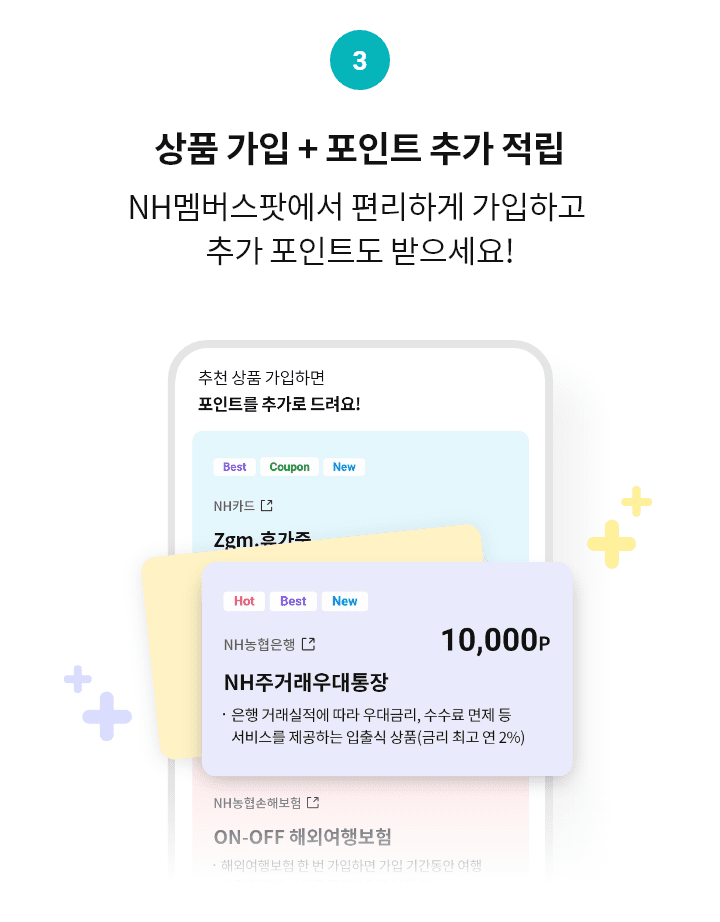 3
상품 가입 + 포인트 추가 적립
NH멤버스팟에서 편리하게 가입하고
추가 포인트도 받으세요!
추천 상품 가입하면
포인트를 추가로 드려요!
Best Coupon New
NH카드
Zgm.휴가중
Hot Best New
NH농협은행
10,000P
NH주거래우대통장
· 은행 거래실적에 따라 우대금리, 수수료 면제 등
서비스를 제공하는 입출식 상품(금리 최고 연 2%)
NH농협손해보험
ON-OFF 해외여행보험
· 해외여행보험 한 번 가입하면 가입 기간동안 여행